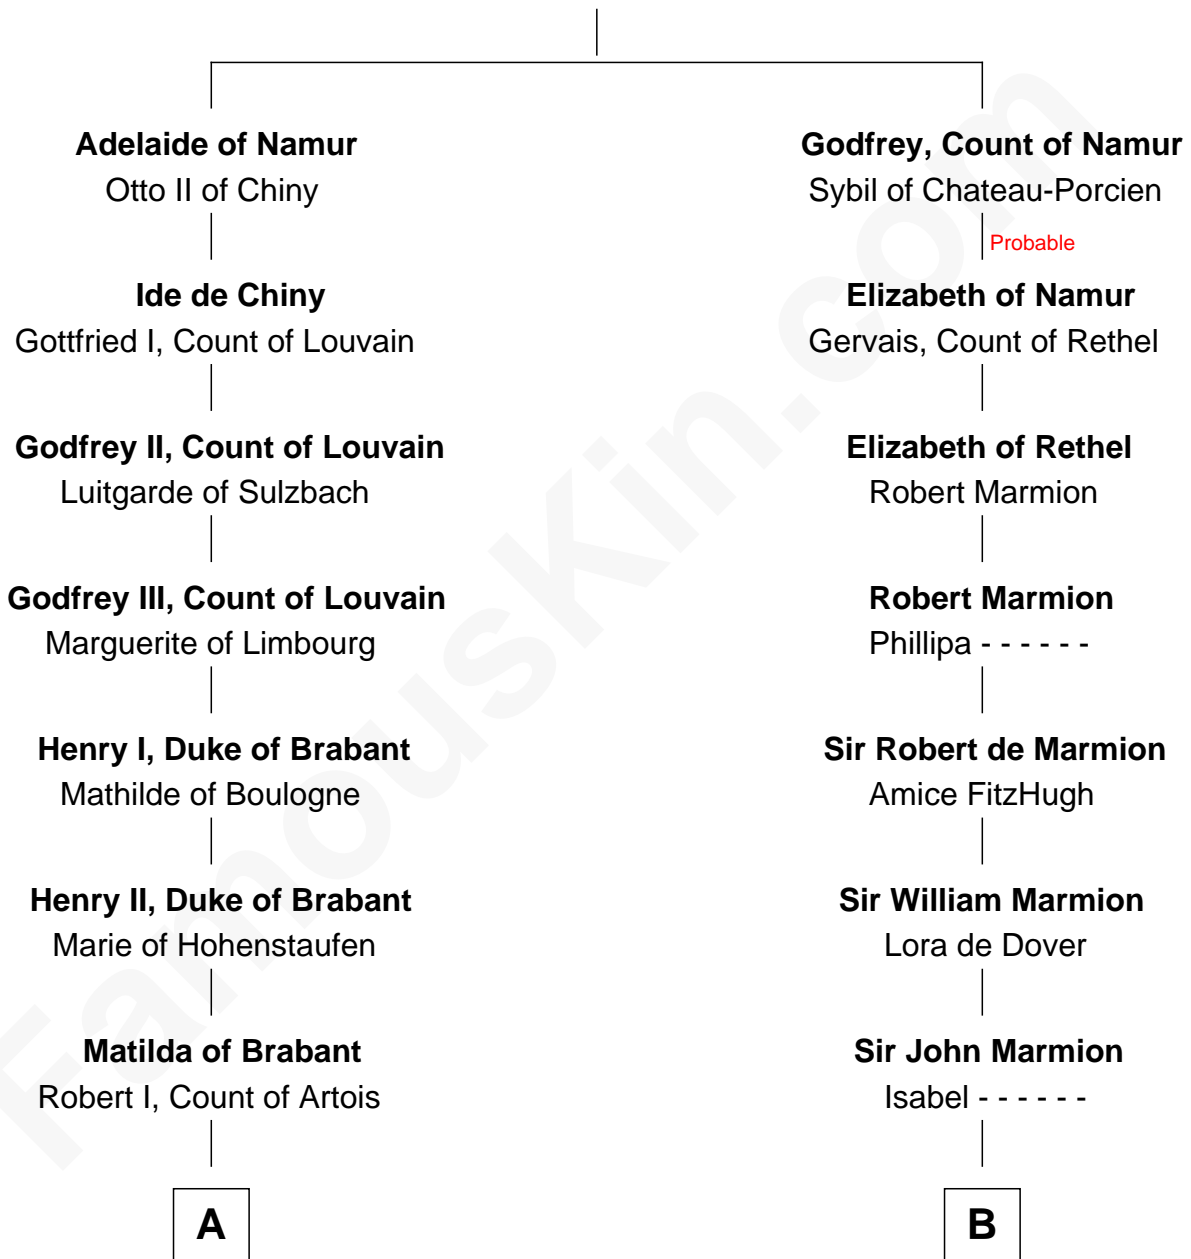 Adelaide of Namur
Otto II of Chiny
Ide de Chiny
Gottfried I, Count of Louvain
Godfrey II, Count of Louvain
Luitgarde of Sulzbach
Godfrey III, Count of Louvain
Marguerite of Limbourg
Henry I, Duke of Brabant
Mathilde of Boulogne
Henry II, Duke of Brabant
Marie of Hohenstaufen
Matilda of Brabant
Robert I, Count of Artois
A
Godfrey, Count of Namur
Sybil of Chateau-Porcien
Probable
Elizabeth of Namur
Gervais, Count of Rethel
Elizabeth of Rethel
Robert Marmion
Robert Marmion
Phillipa - - - - - -
Sir Robert de Marmion
Amice FitzHugh
Sir William Marmion
Lora de Dover
Sir John Marmion
Isabel - - - - - -
B
FamousKin.com